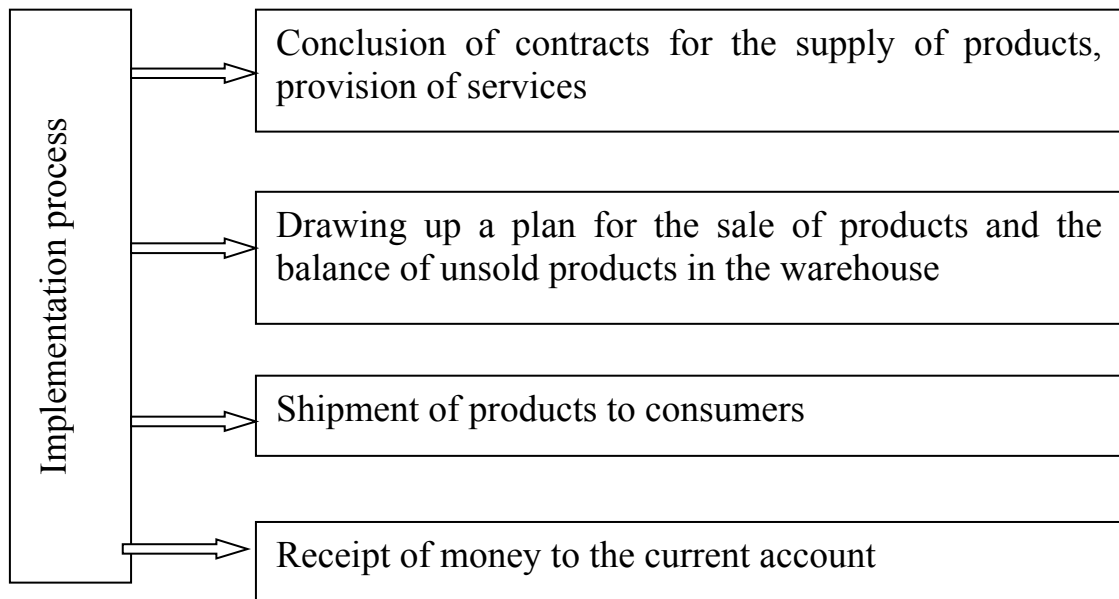 Implementation process
Conclusion of contracts for the supply of products,
provision of services
Drawing up a plan for the sale of products and the
balance of unsold products in the warehouse
Shipment of products to consumers
Receipt of money to the current account